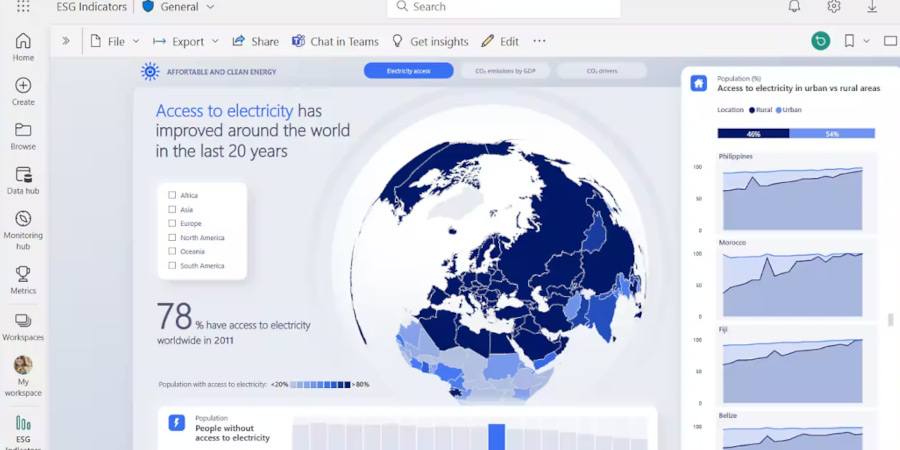 ESG Indicators
General
Search
File
Export
Share
Chat in Teams
Get insights
Edit
Home
Create
Browse
Data hub
Monitoring
hub
Metrics
Workspaces
My
workspace
ESG
AFFORTABLE AND CLEAN ENERGY
Electricity access
CO₂ emissions by GDP
CO₂ drivers
Access to electricity has
improved around the world
in the last 20 years
Africa
Asia
Europe
North America
Oceania
South America
78 % have access to electricity
worldwide in 2011
Population with access to electricity: <20% >80%
Population
People without
access to electricity
Population (%)
Access to electricity in urban vs rural areas
Location Rural Urban
46% 54%
Philippines
100
50
0
Morocco
100
50
0
Fiji
100
50
0
Belize
100
50